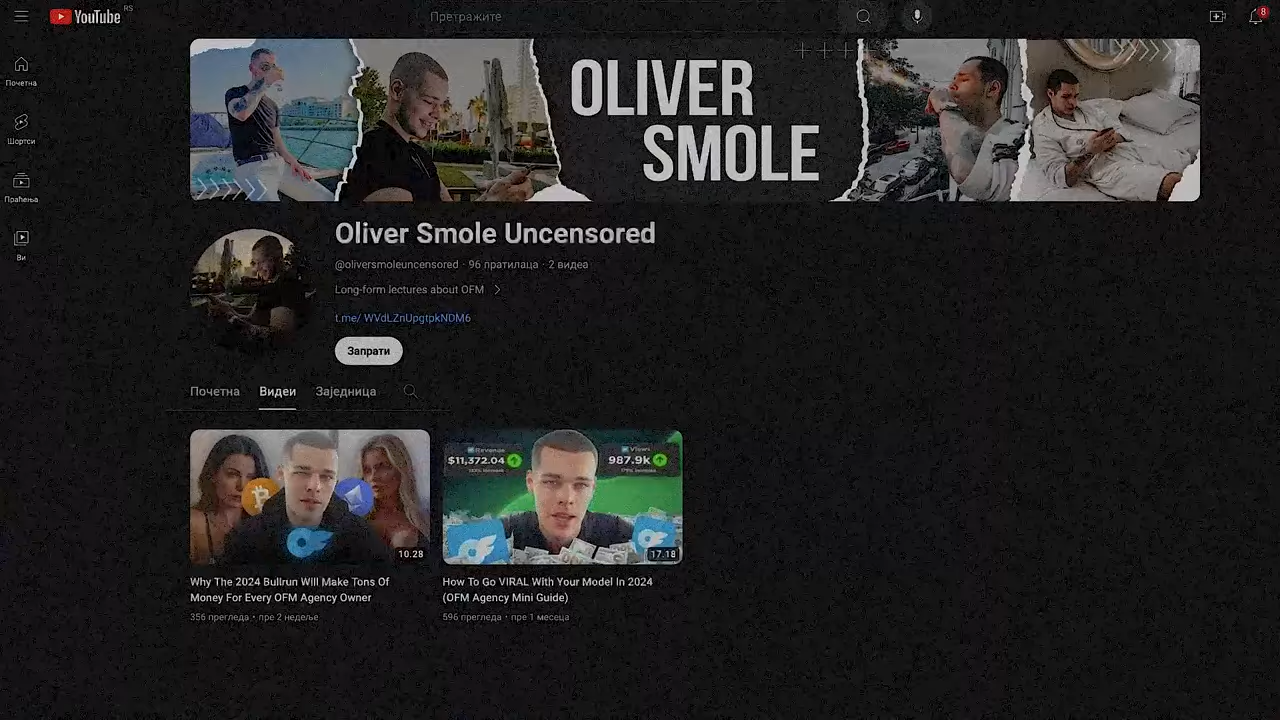 YouTube RS
Претражите
8
Почетна
Шортси
Праћења
Ви
OLIVER
SMOLE
Oliver Smole Uncensored
@oliversmoleuncensored · 96 пратилаца · 2 видеа
Long-form lectures about OFM
t.me/ WVdLZnUpgtpkNDM6
Запрати
Почетна Видеи Заједница
10.28
Why The 2024 Bullrun Will Make Tons Of
Money For Every OFM Agency Owner
356 прегледа · пре 2 недеље
Revenue
$11,372.04
Views
987.9k
17.18
How To Go VIRAL With Your Model In 2024
(OFM Agency Mini Guide)
596 прегледа · пре 1 месеца